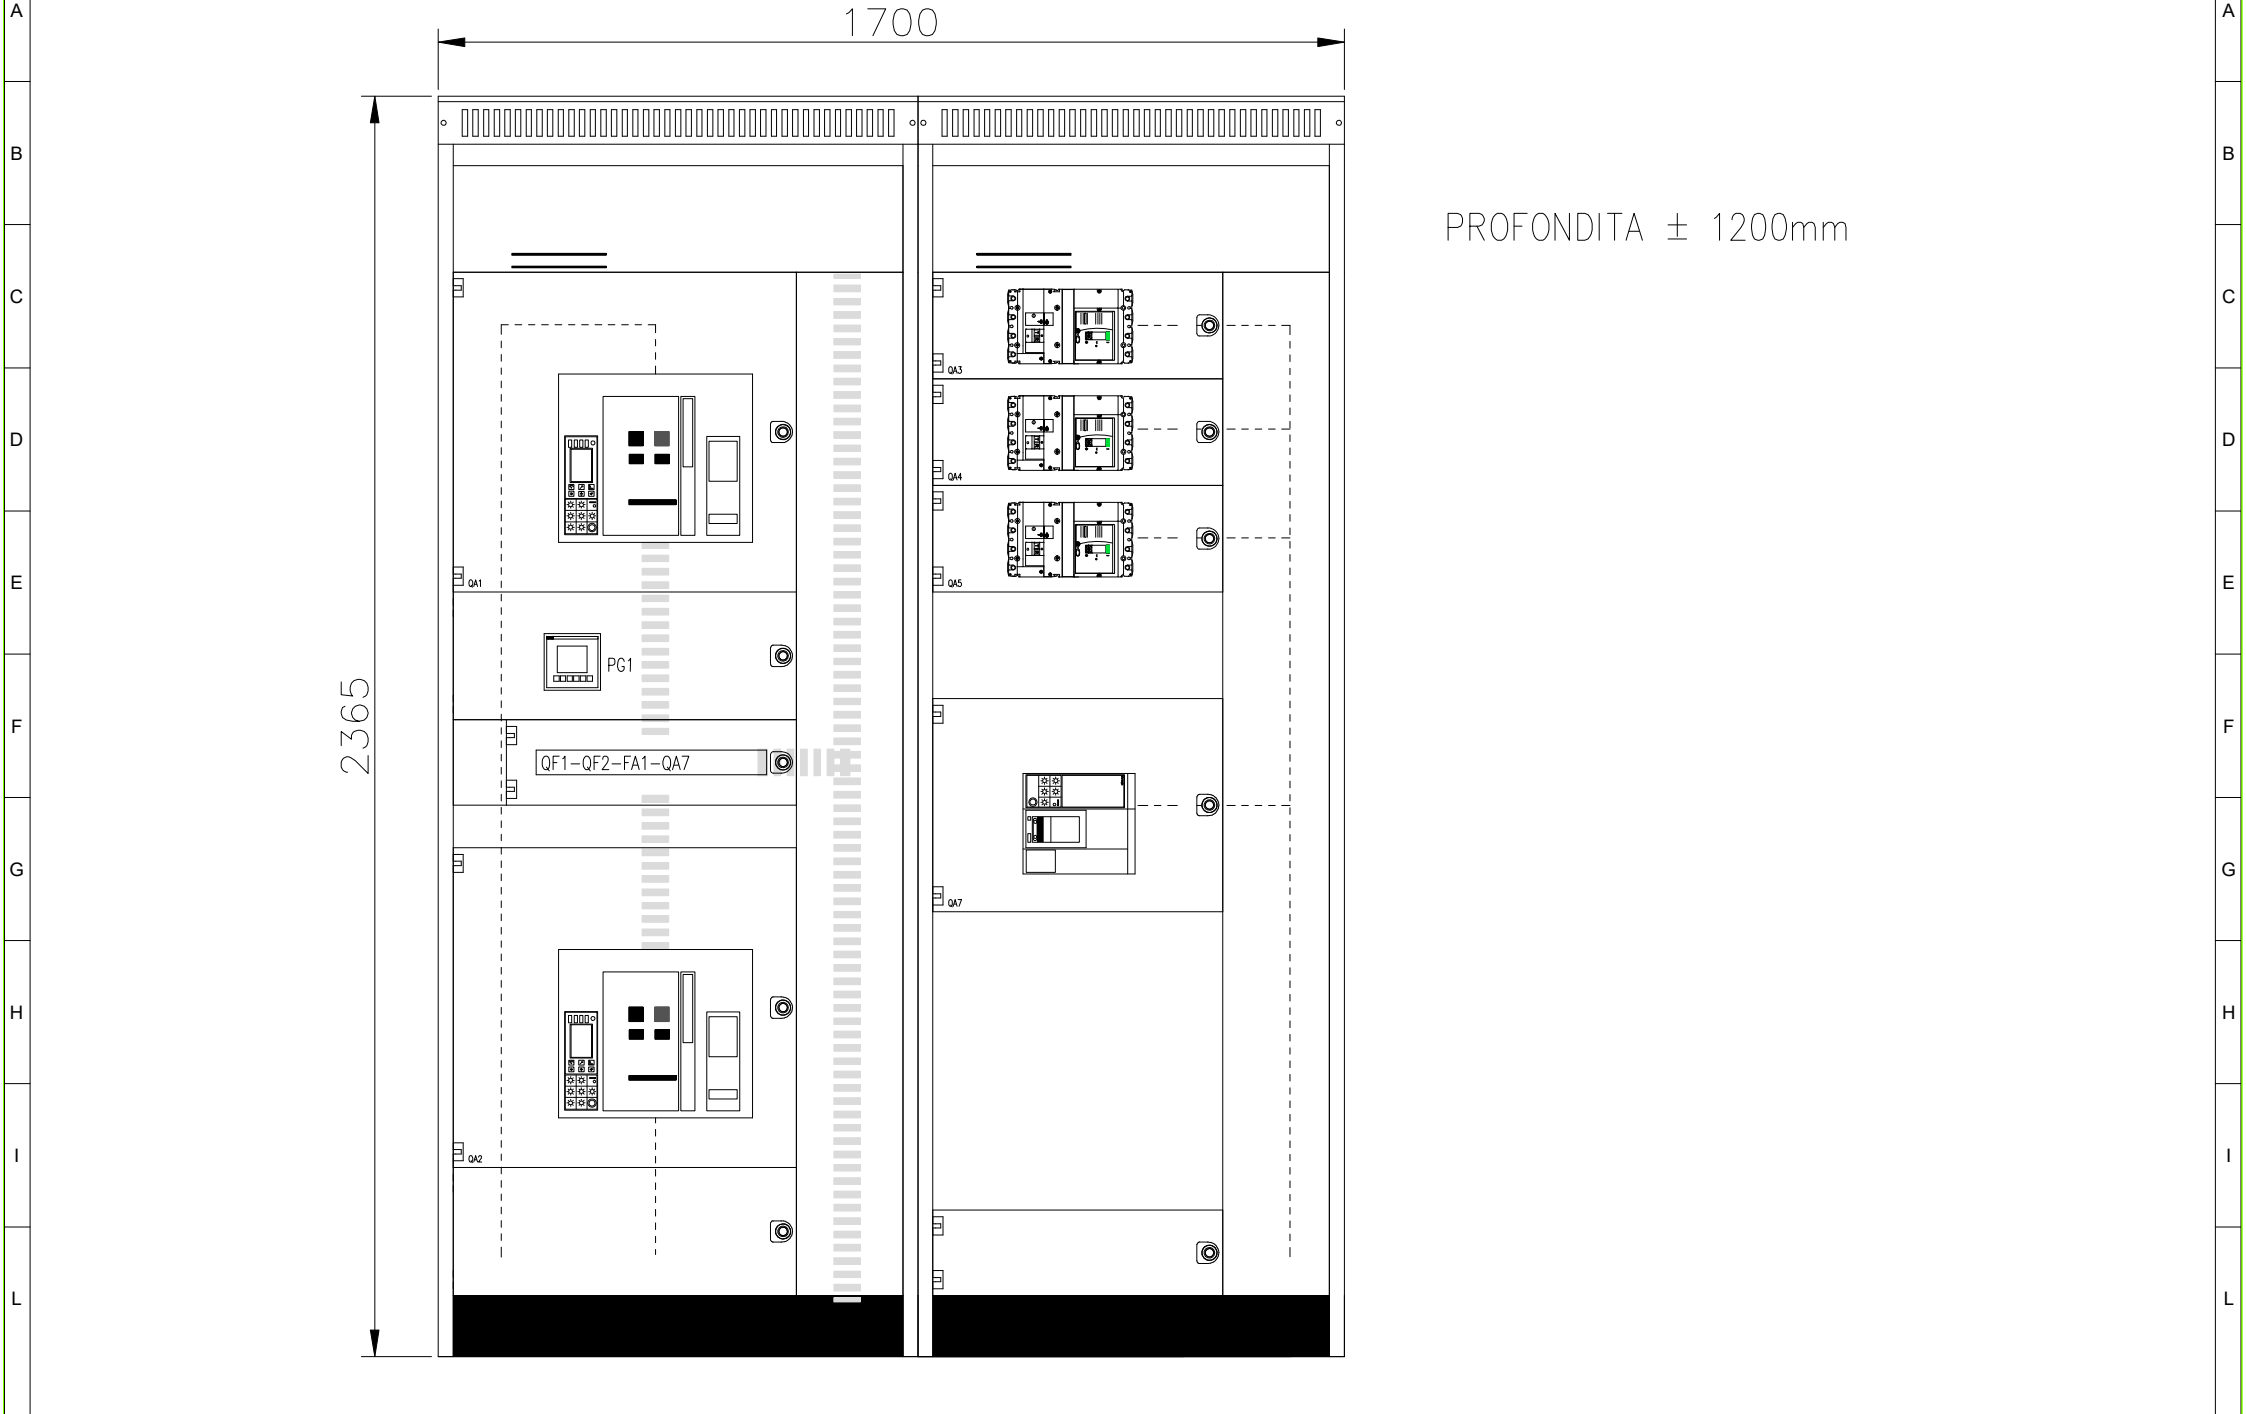 A
A
1700
B
B
PROFONDITA ± 1200mm
C
C
QA3
D
D
QA4
E
QA1
QA5
E
PG1
2365
F
F
QF1-QF2-FA1-QA7
G
G
QA7
H
H
I
QA2
I
L
L